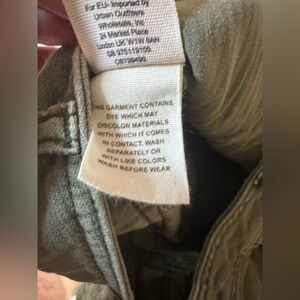 For EU- Imported by
Urban Outfitters
Wholesale, Inc
24 Market Place
London UK W1W 8AN
GB 975119705
THIS GARMENT CONTAINS
DYE WHICH MAY
DISCOLOR MATERIALS
WITH WHICH IT COMES
IN CONTACT. WASH
SEPARATELY OR
WITH LIKE COLORS
WASH BEFORE WEAR